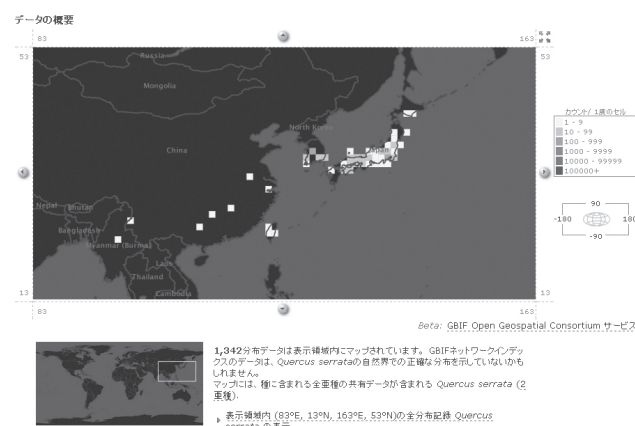 データの概要
83
163
53
53
Russia
Mongolia
North Korea
China
Japan
Nepal
Bhutan
Bangladesh
Myanmar (Burma)
Laos
Thailand
Cambodia
13
13
83
163
カウント/ 1度のセル
1 - 9
10 - 99
100 - 999
1000 - 9999
10000 - 99999
100000+
90
-180
180
-90
Beta: GBIF Open Geospatial Consortium サービス
1,342分布データは表示領域内にマップされています。 GBIFネットワークインデッ
クスのデータは、Quercus serrataの自然界での正確な分布を示していないかも
しれません。
マップには、種に含まれる全亜種の共有データが含まれる Quercus serrata (2
亜種).
表示領域内 (83ºE, 13ºN, 163ºE, 53ºN)の全分布記録 Quercus
serrata の表示